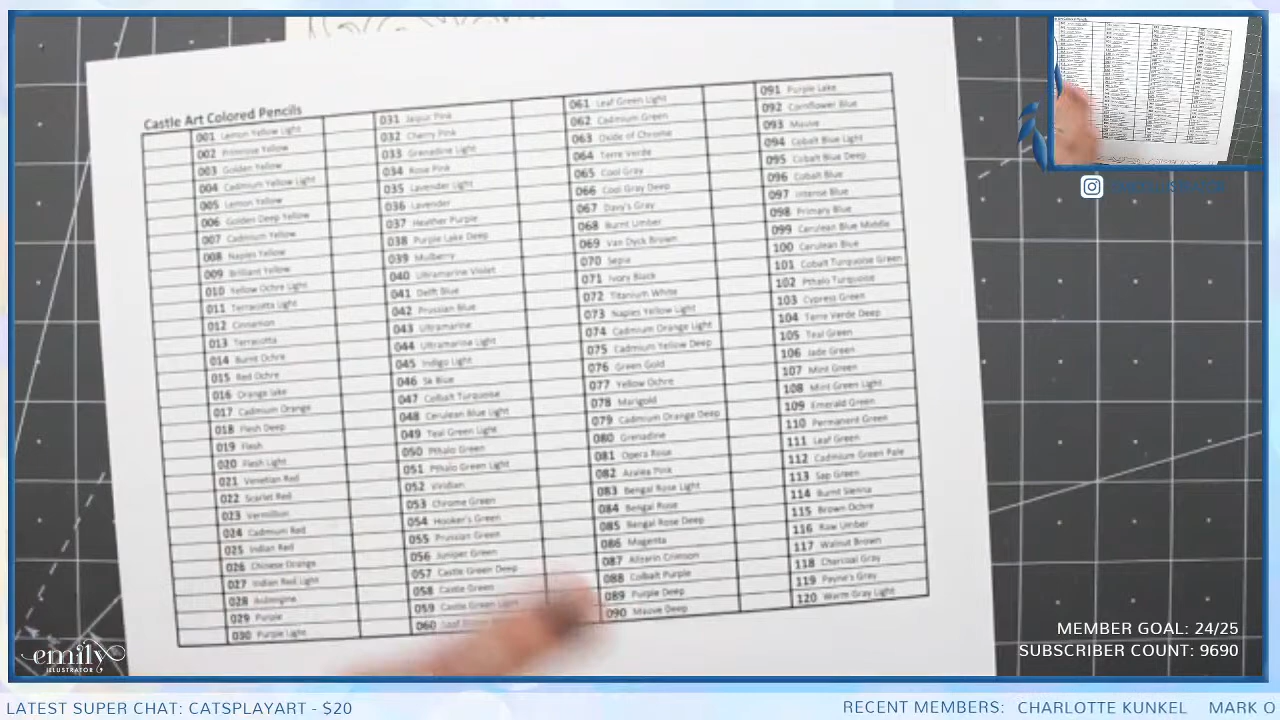 Castle Art Colored Pencils
001 Lemon Yellow Light
002 Primrose Yellow
003 Golden Yellow
004 Cadmium Yellow Light
005 Lemon Yellow
006 Golden Deep Yellow
007 Cadmium Yellow
008 Naples Yellow
009 Brilliant Yellow
010 Yellow Ochre Light
011 Terracotta Light
012 Cinnamon
013 Terracotta
014 Burnt Ochre
015 Red Ochre
016 Orange lake
017 Cadmium Orange
018 Flesh Deep
019 Flesh
020 Flesh Light
021 Venetian Red
022 Scarlet Red
023 Vermillion
024 Cadmium Red
025 Indian Red
026 Chinese Orange
027 Indian Red Light
028 Aubergine
029 Purple
030 Purple Light
031 Jaipur Pink
032 Cherry Pink
033 Grenadine Light
034 Rose Pink
035 Lavender Light
036 Lavender
037 Heather Purple
038 Purple Lake Deep
039 Mulberry
040 Ultramarine Violet
041 Delft Blue
042 Prussian Blue
043 Ultramarine
044 Ultramarine Light
045 Indigo Light
046 Se Blue
047 Colbalt Turquoise
048 Cerulean Blue Light
049 Teal Green Light
050 Pthalo Green
051 Pthalo Green Light
052 Viridian
053 Chrome Green
054 Hooker's Green
055 Prussian Green
056 Juniper Green
057 Castle Green Deep
058 Castle Green
059 Castle Green Light
060 Leaf
061 Leaf Green Light
062 Cadmium Green
063 Oxide of Chrome
064 Terre Verde
065 Cool Gray
066 Cool Gray Deep
067 Davy's Gray
068 Burnt Umber
069 Van Dyck Brown
070 Sepia
071 Ivory Black
072 Titanium White
073 Naples Yellow Light
074 Cadmium Orange Light
075 Cadmium Yellow Deep
076 Green Gold
077 Yellow Ochre
078 Marigold
079 Cadmium Orange Deep
080 Grenadine
081 Opera Rose
082 Azalea Pink
083 Bengal Rose Light
084 Bengal Rose
085 Bengal Rose Deep
086 Magenta
087 Alizarin Crimson
088 Colbalt Purple
089 Purple Deep
090 Mauve Deep
091 Purple Lake
092 Cornflower Blue
093 Mauve
094 Cobalt Blue Light
095 Cobalt Blue Deep
096 Cobalt Blue
097 Intense Blue
098 Primary Blue
099 Cerulean Blue Middle
100 Cerulean Blue
101 Cobalt Turquoise Green
102 Pthalo Turquoise
103 Cypress Green
104 Terre Verde Deep
105 Teal Green
106 Jade Green
107 Mint Green
108 Mint Green Light
109 Emerald Green
110 Permanent Green
111 Leaf Green
112 Cadmium Green Pale
113 Sap Green
114 Burnt Sienna
115 Brown Ochre
116 Raw Umber
117 Walnut Brown
118 Charcoal Gray
119 Payne's Gray
120 Warm Gray Light
MEMBER GOAL: 24/25
SUBSCRIBER COUNT: 9690
emily
ILLUSTRATOR
LATEST SUPER CHAT: CATSPLAYART - $20
RECENT MEMBERS: CHARLOTTE KUNKEL MARK O